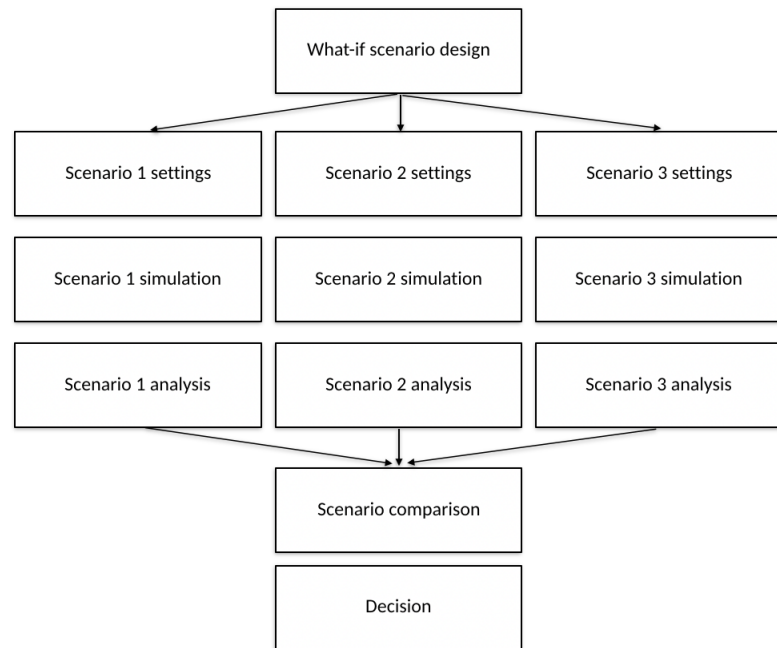 What-if scenario design
Scenario 1 settings
Scenario 2 settings
Scenario 3 settings
Scenario 1 simulation
Scenario 2 simulation
Scenario 3 simulation
Scenario 1 analysis
Scenario 2 analysis
Scenario 3 analysis
Scenario comparison
Decision